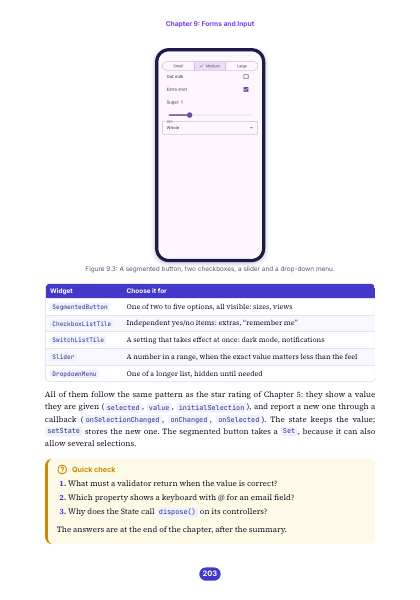 Chapter 9: Forms and Input
Small
✓ Medium
Large
Oat milk
Extra shot
Sugar: 1
Milk
Whole
Figure 9.3: A segmented button, two checkboxes, a slider and a drop-down menu.
Widget Choose it for
SegmentedButton One of two to five options, all visible: sizes, views
CheckboxListTile Independent yes/no items: extras, “remember me”
SwitchListTile A setting that takes effect at once: dark mode, notifications
Slider A number in a range, when the exact value matters less than the feel
DropdownMenu One of a longer list, hidden until needed
All of them follow the same pattern as the star rating of Chapter 5: they show a value
they are given (selected, value, initialSelection), and report a new one through a
callback (onSelectionChanged, onChanged, onSelected). The state keeps the value;
setState stores the new one. The segmented button takes a Set, because it can also
allow several selections.
Quick check
1. What must a validator return when the value is correct?
2. Which property shows a keyboard with @ for an email field?
3. Why does the State call dispose() on its controllers?
The answers are at the end of the chapter, after the summary.
203